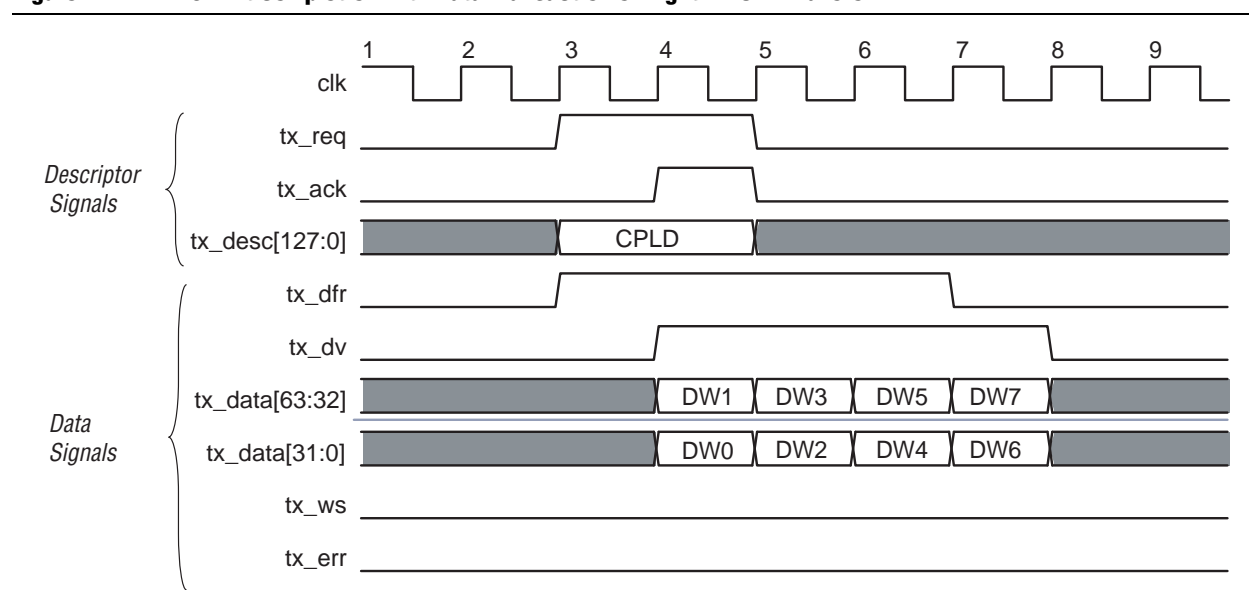 1 2 3 4 5 6 7 8 9
clk
tx_req
Descriptor
Signals
tx_ack
tx_desc[127:0] CPLD
tx_dfr
tx_dv
tx_data[63:32] DW1 DW3 DW5 DW7
Data
Signals
tx_data[31:0] DW0 DW2 DW4 DW6
tx_ws
tx_err